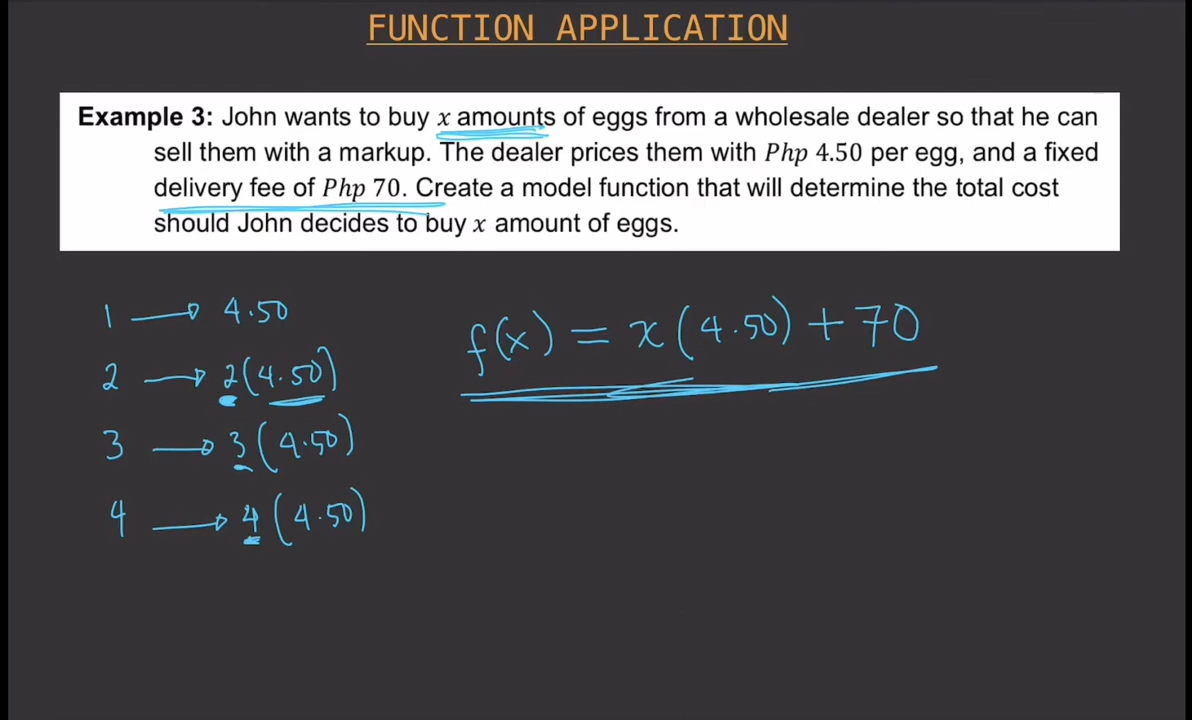 FUNCTION APPLICATION
Example 3: John wants to buy x amounts of eggs from a wholesale dealer so that he can
sell them with a markup. The dealer prices them with Php 4.50 per egg, and a fixed
delivery fee of Php 70. Create a model function that will determine the total cost
should John decides to buy x amount of eggs.
1 → 4.50
2 → 2(4.50)
3 → 3(4.50)
4 → 4(4.50)
f(x) = x(4.50) + 70